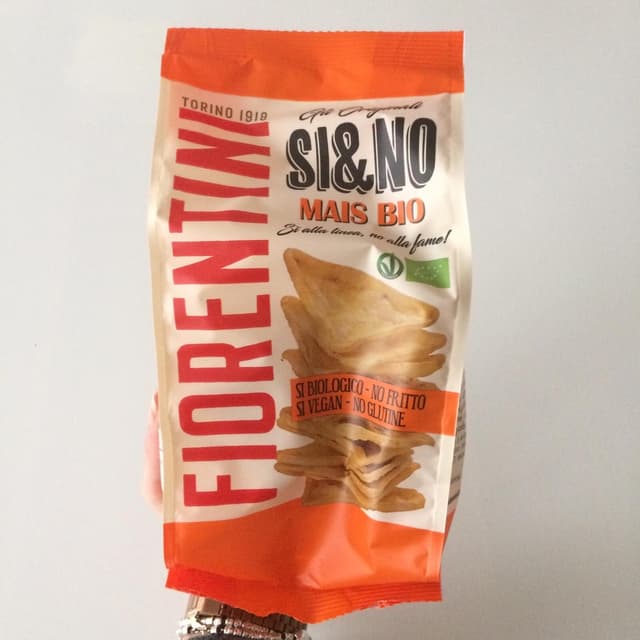 TORINO 1918
FIORENTINI
Gli Originali
SI&NO
MAIS BIO
Sì alla linea, no alla fame!
SI BIOLOGICO - NO FRITTO
SI VEGAN - NO GLUTINE